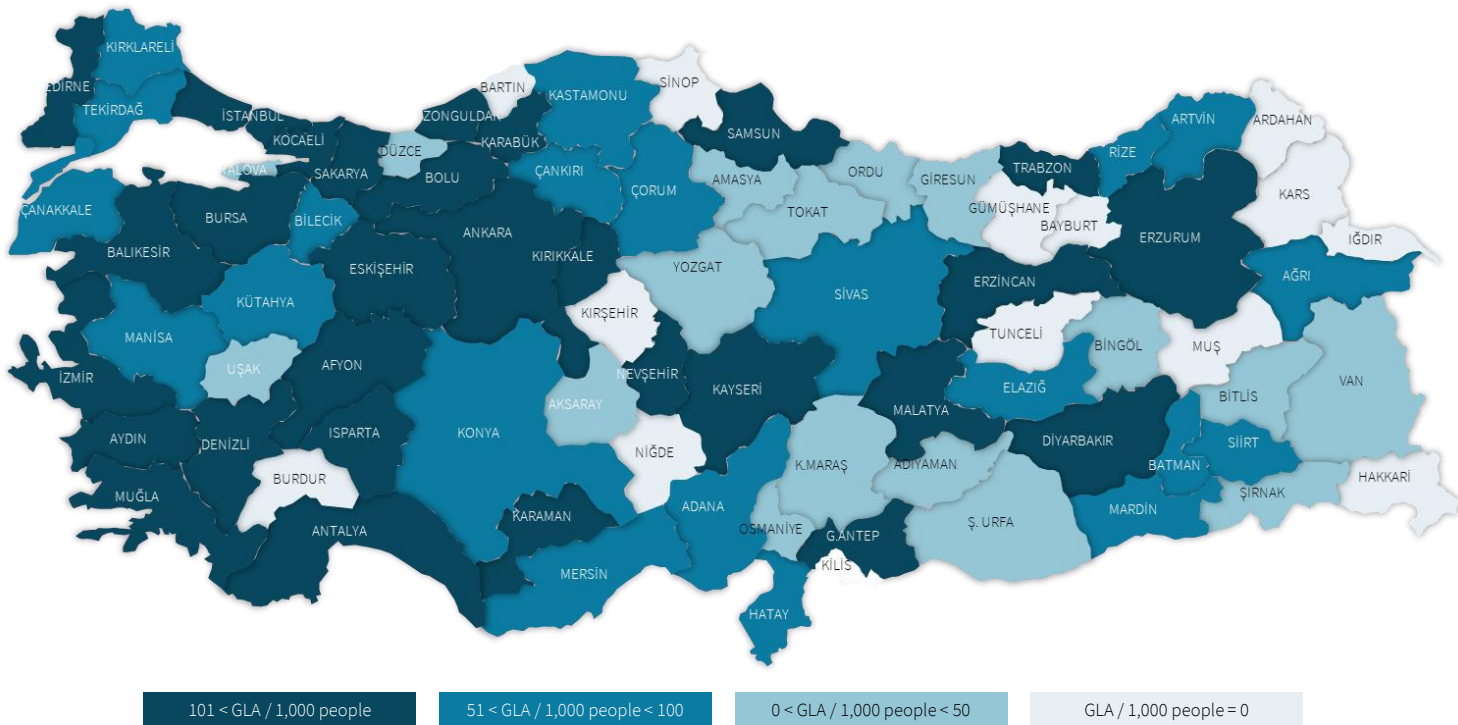 KIRKLARELİ
EDİRNE
TEKİRDAĞ
İSTANBUL
KOCAELİ
YALOVA
SAKARYA
DÜZCE
BOLU
ZONGULDAK
BARTIN
KARABÜK
KASTAMONU
SİNOP
ÇANKIRI
ÇORUM
SAMSUN
AMASYA
TOKAT
ORDU
GİRESUN
GÜMÜŞHANE
BAYBURT
TRABZON
RİZE
ARTVİN
ARDAHAN
KARS
IĞDIR
AĞRI
ERZURUM
ERZİNCAN
ÇANAKKALE
BALIKESİR
BURSA
BİLECİK
ESKİŞEHİR
ANKARA
KIRIKKALE
YOZGAT
SİVAS
KIRŞEHİR
TUNCELİ
BİNGÖL
MUŞ
BİTLİS
VAN
KÜTAHYA
MANİSA
UŞAK
AFYON
İZMİR
AKSARAY
NEVŞEHİR
KAYSERİ
MALATYA
ELAZIĞ
DİYARBAKIR
BATMAN
SİİRT
ŞIRNAK
HAKKARİ
AYDIN
DENİZLİ
ISPARTA
KONYA
NİĞDE
BURDUR
MUĞLA
ANTALYA
KARAMAN
MERSİN
ADANA
K.MARAŞ
ADIYAMAN
OSMANİYE
G.ANTEP
KİLİS
Ş. URFA
MARDİN
HATAY
101 < GLA / 1,000 people
51 < GLA / 1,000 people < 100
0 < GLA / 1,000 people < 50
GLA / 1,000 people = 0